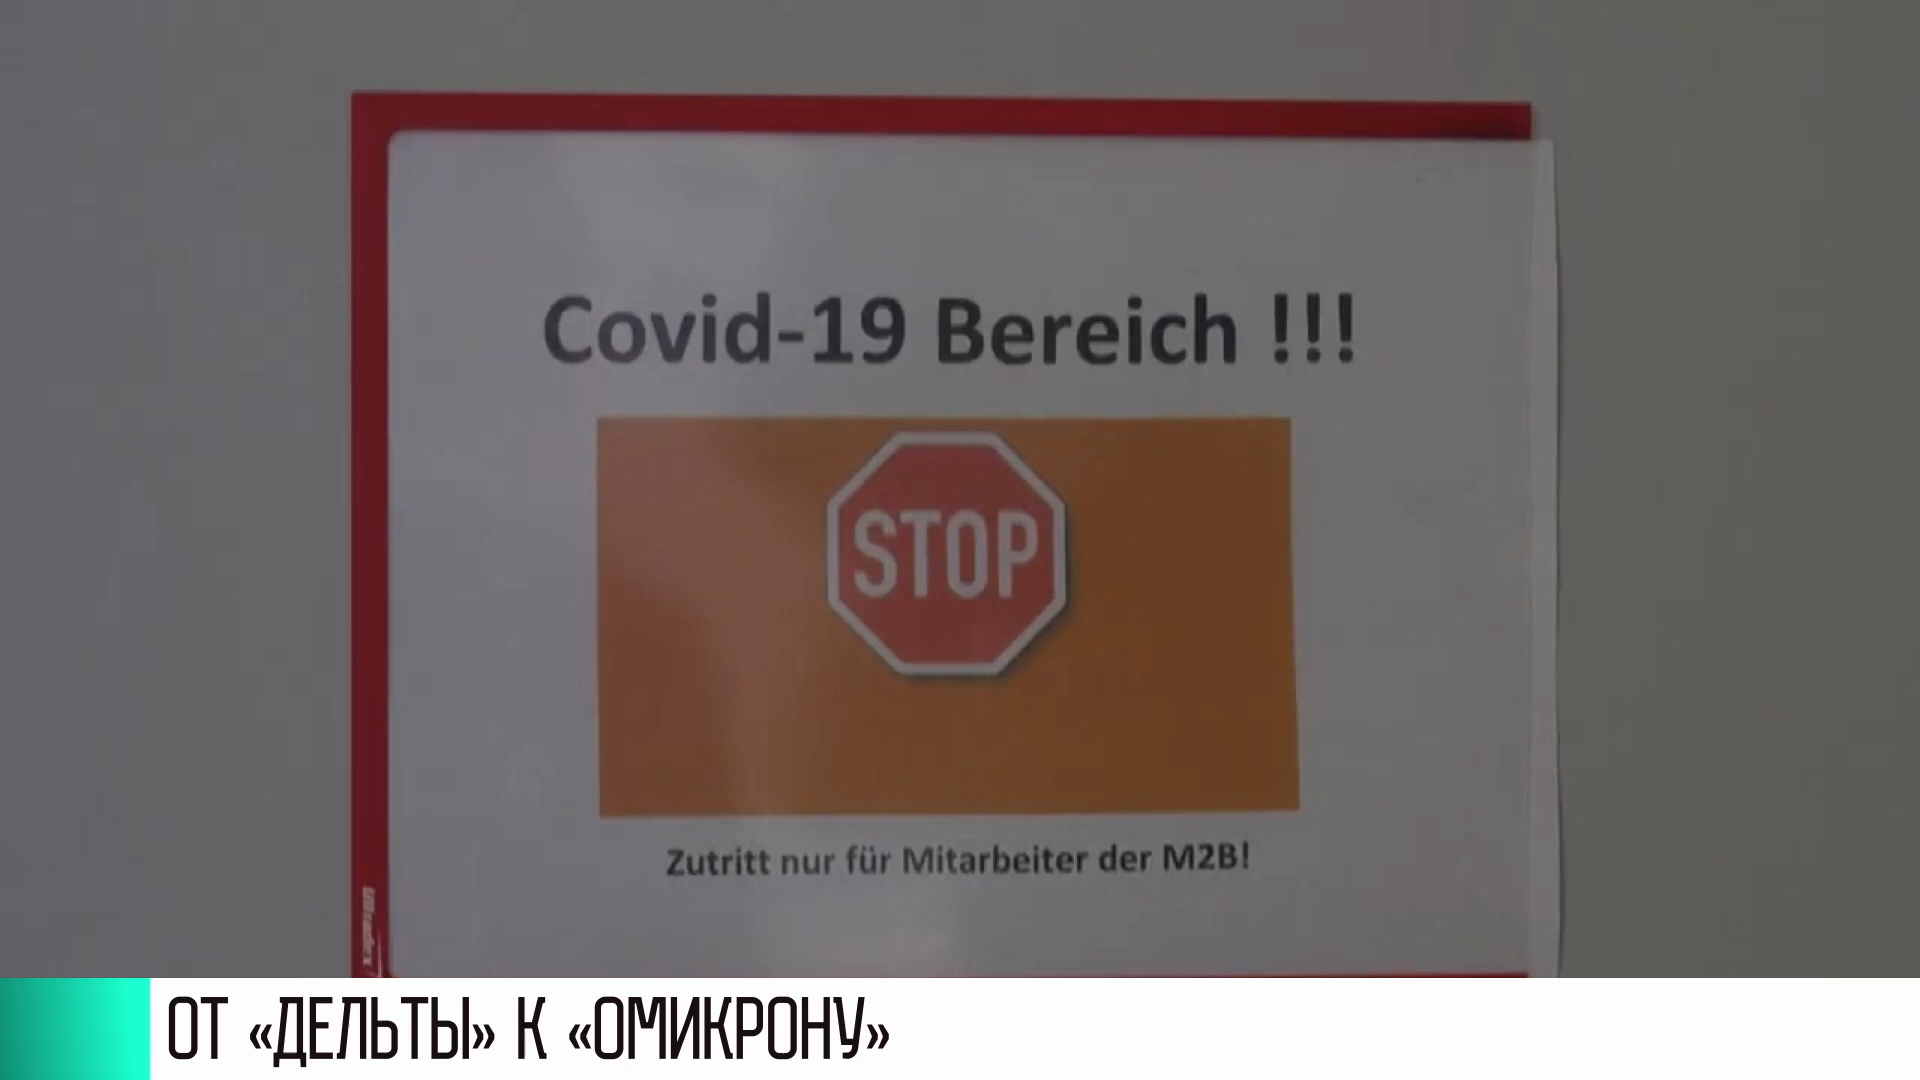 Covid-19 Bereich !!!
STOP
Zutritt nur für Mitarbeiter der M2B!
ОТ «ДЕЛЬТЫ» К «ОМИКРОНУ»